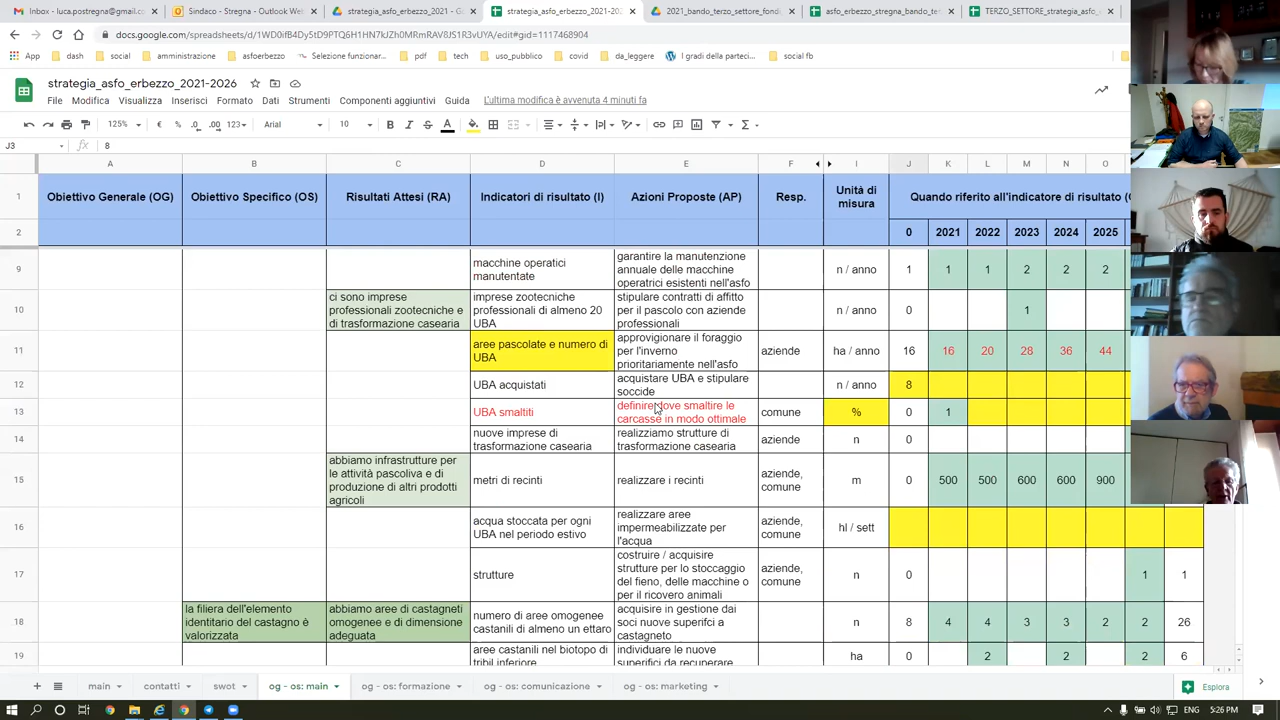 Inbox - lucapostregna@gmail.co
Sindaco - Stregna - Outlook Web
strategia_asfo_erbezzo_2021 - G
strategia_asfo_erbezzo_2021-202
2021_bando_terzo_settore_fondi_
asfo_erbezzo_stregna_bando_te
TERZO_SETTORE_strategia_asfo_
docs.google.com/spreadsheets/d/1WD0fB4Dy5tD9PTQ6H1HN7kJZh0MRmRAV8JS1R3vUYA/edit#gid=1117468904
App dash social amministrazione asfoerbezzo Selezione funzionar... pdf tech uso_pubblico covid da_leggere I gradi della parteci... social fb
strategia_asfo_erbezzo_2021-2026
File Modifica Visualizza Inserisci Formato Dati Strumenti Componenti aggiuntivi Guida L'ultima modifica è avvenuta 4 minuti fa
125% € % .0 .00 123 Arial 10 B I S A
J3 fx 8
A B C D E F I J K L M N O
1 Obiettivo Generale (OG) Obiettivo Specifico (OS) Risultati Attesi (RA) Indicatori di risultato (I) Azioni Proposte (AP) Resp. Unità di misura Quando riferito all'indicatore di risultato (
2 0 2021 2022 2023 2024 2025
9 macchine operatici manutentate garantire la manutenzione annuale delle macchine operatrici esistenti nell'asfo n / anno 1 1 1 2 2 2
10 ci sono imprese professionali zootecniche e di trasformazione casearia imprese zootecniche professionali di almeno 20 UBA stipulare contratti di affitto per il pascolo con aziende professionali n / anno 0 1
11 aree pascolate e numero di UBA approvigionare il foraggio per l'inverno prioritariamente nell'asfo aziende ha / anno 16 16 20 28 36 44
12 UBA acquistati acquistare UBA e stipulare soccide n / anno 8
13 UBA smaltiti definire dove smaltire le carcasse in modo ottimale comune % 0 1
14 nuove imprese di trasformazione casearia realizziamo strutture di trasformazione casearia aziende n 0
15 abbiamo infrastrutture per le attività pascoliva e di produzione di altri prodotti agricoli metri di recinti realizzare i recinti aziende, comune m 0 500 500 600 600 900
16 acqua stoccata per ogni UBA nel periodo estivo realizzare aree impermeabilizzate per l'acqua aziende, comune hl / sett
17 strutture costruire / acquisire strutture per lo stoccaggio del fieno, delle macchine o per il ricovero animali aziende, comune n 0 1 1
18 la filiera dell'elemento identitario del castagno è valorizzata abbiamo aree di castagneti omogenee e di dimensione adeguata numero di aree omogenee castanili di almeno un ettaro acquisire in gestione dai soci nuove superifci a castagneto n 8 4 4 3 3 2 2 26
19 aree castanili nel biotopo di tribil inferiore individuare le nuove superifici da recuperare ha 0 2 2 2 6
main contatti swot og - os: main og - os: formazione og - os: comunicazione og - os: marketing Esplora
5:26 PM